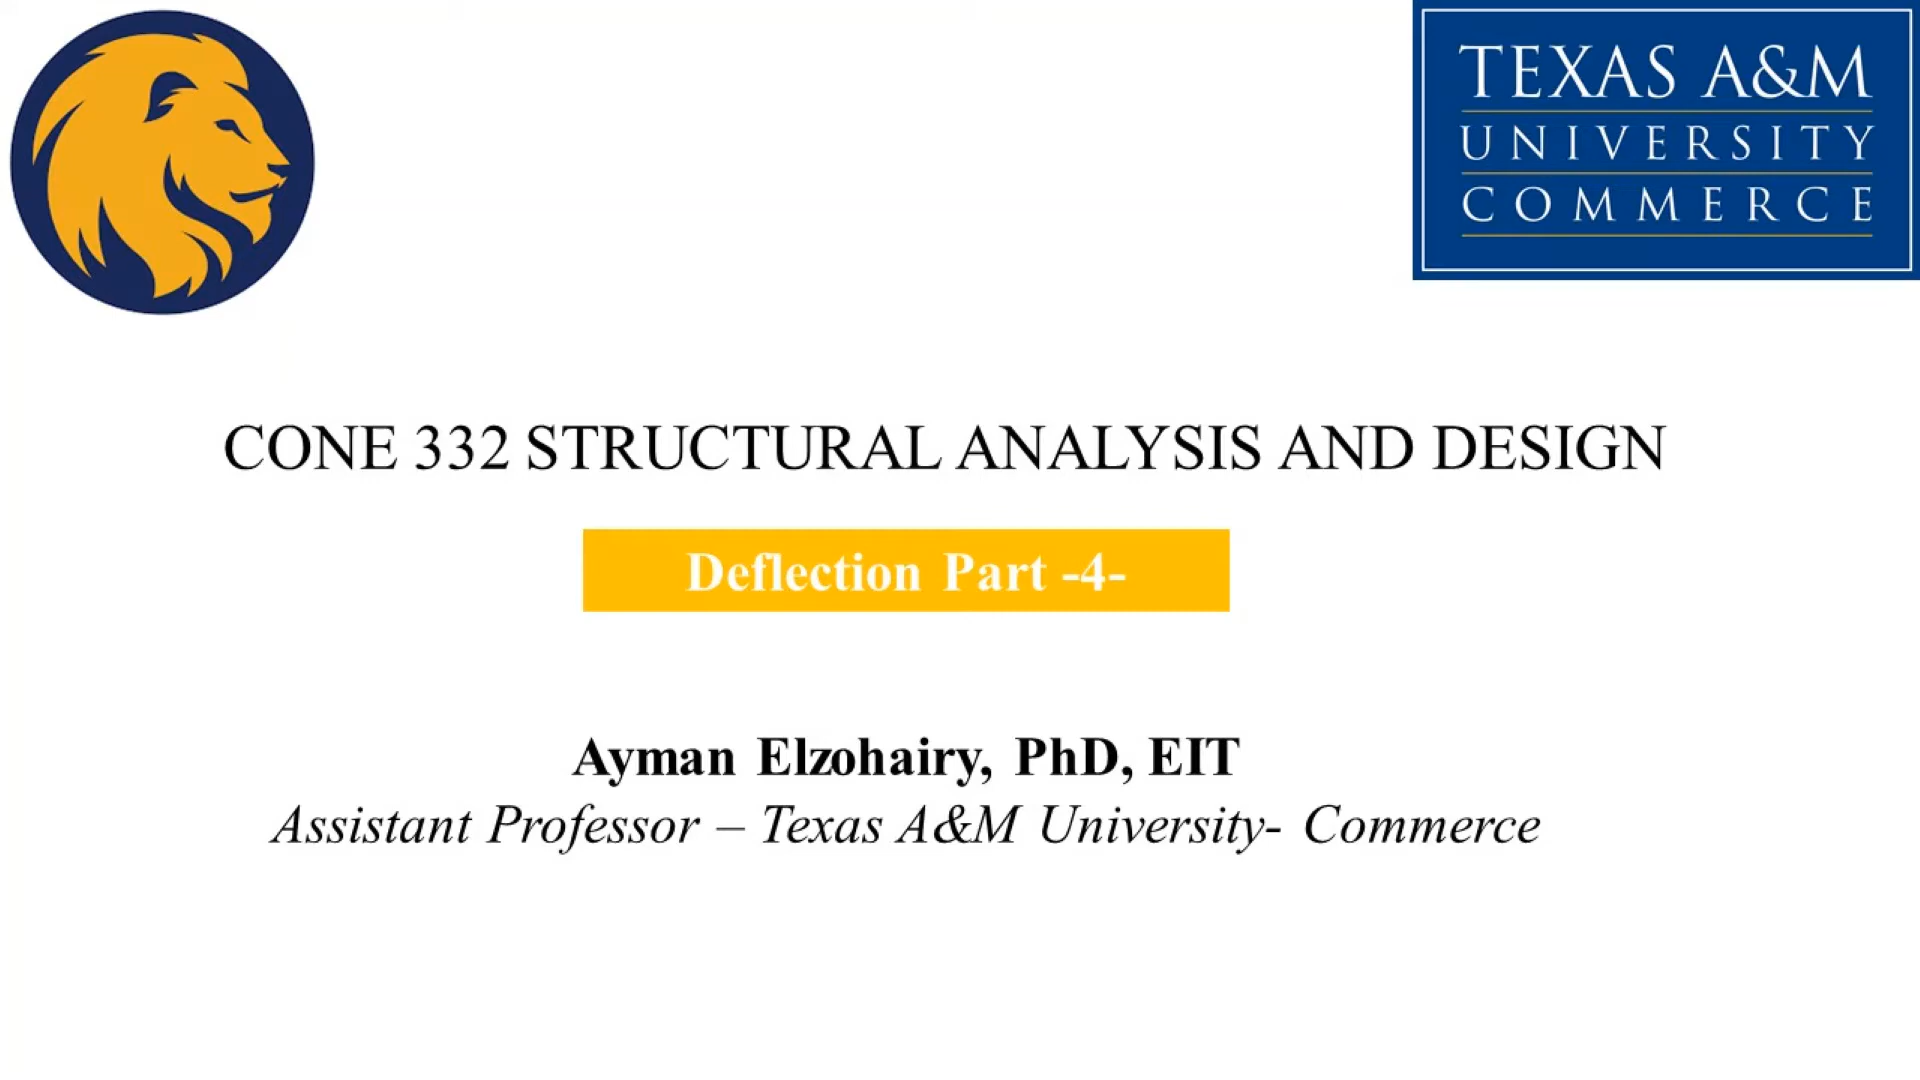 TEXAS A&M
UNIVERSITY
COMMERCE
CONE 332 STRUCTURAL ANALYSIS AND DESIGN
Deflection Part -4-
Ayman Elzohairy, PhD, EIT
Assistant Professor – Texas A&M University- Commerce